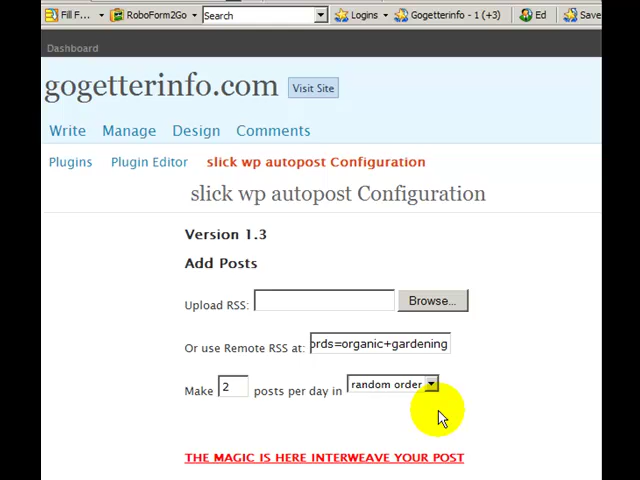 Fill F... RoboForm2Go Search Logins Gogetterinfo - 1 (+3) Ed Save
Dashboard
gogetterinfo.com Visit Site
Write Manage Design Comments
Plugins Plugin Editor slick wp autopost Configuration
slick wp autopost Configuration
Version 1.3
Add Posts
Upload RSS: Browse...
Or use Remote RSS at: ords=organic+gardening
Make 2 posts per day in random order
THE MAGIC IS HERE INTERWEAVE YOUR POST